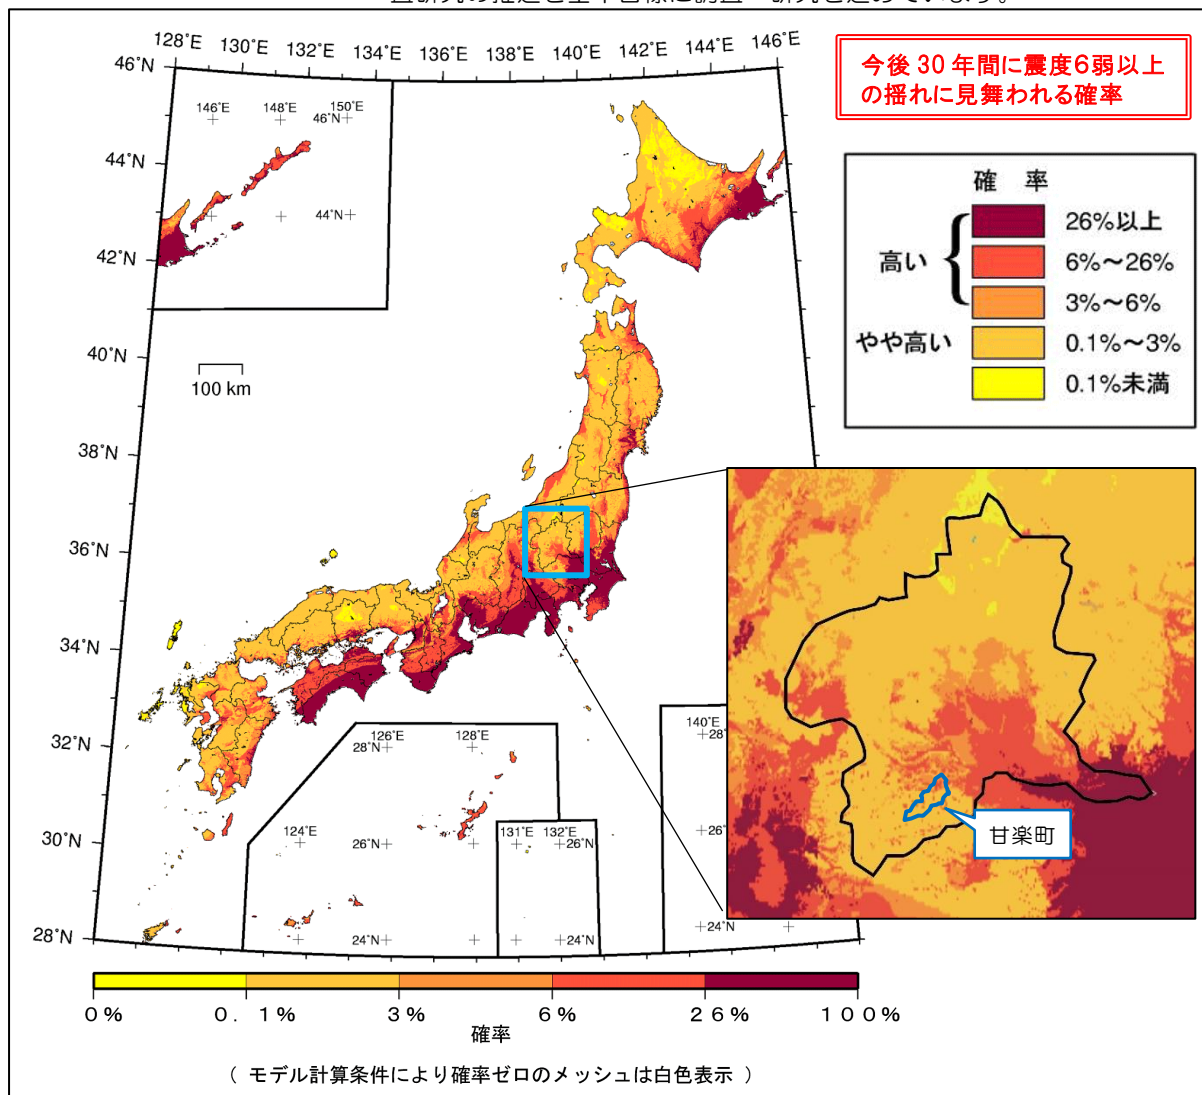 128°E 130°E 132°E 134°E 136°E 138°E 140°E 142°E 144°E 146°E
46°N
44°N
42°N
40°N
38°N
36°N
34°N
32°N
30°N
28°N
146°E 148°E 150°E
46°N
44°N
100 km
今後30年間に震度6弱以上
の揺れに見舞われる確率
確 率
高い
26%以上
6%～26%
3%～6%
やや高い 0.1%～3%
0.1%未満
甘楽町
126°E 128°E
28°N
124°E
26°N
131°E 132°E
26°N
24°N
24°N
140°E
24°N
0% 0.1% 3% 6% 26% 100%
確率
( モデル計算条件により確率ゼロのメッシュは白色表示 )